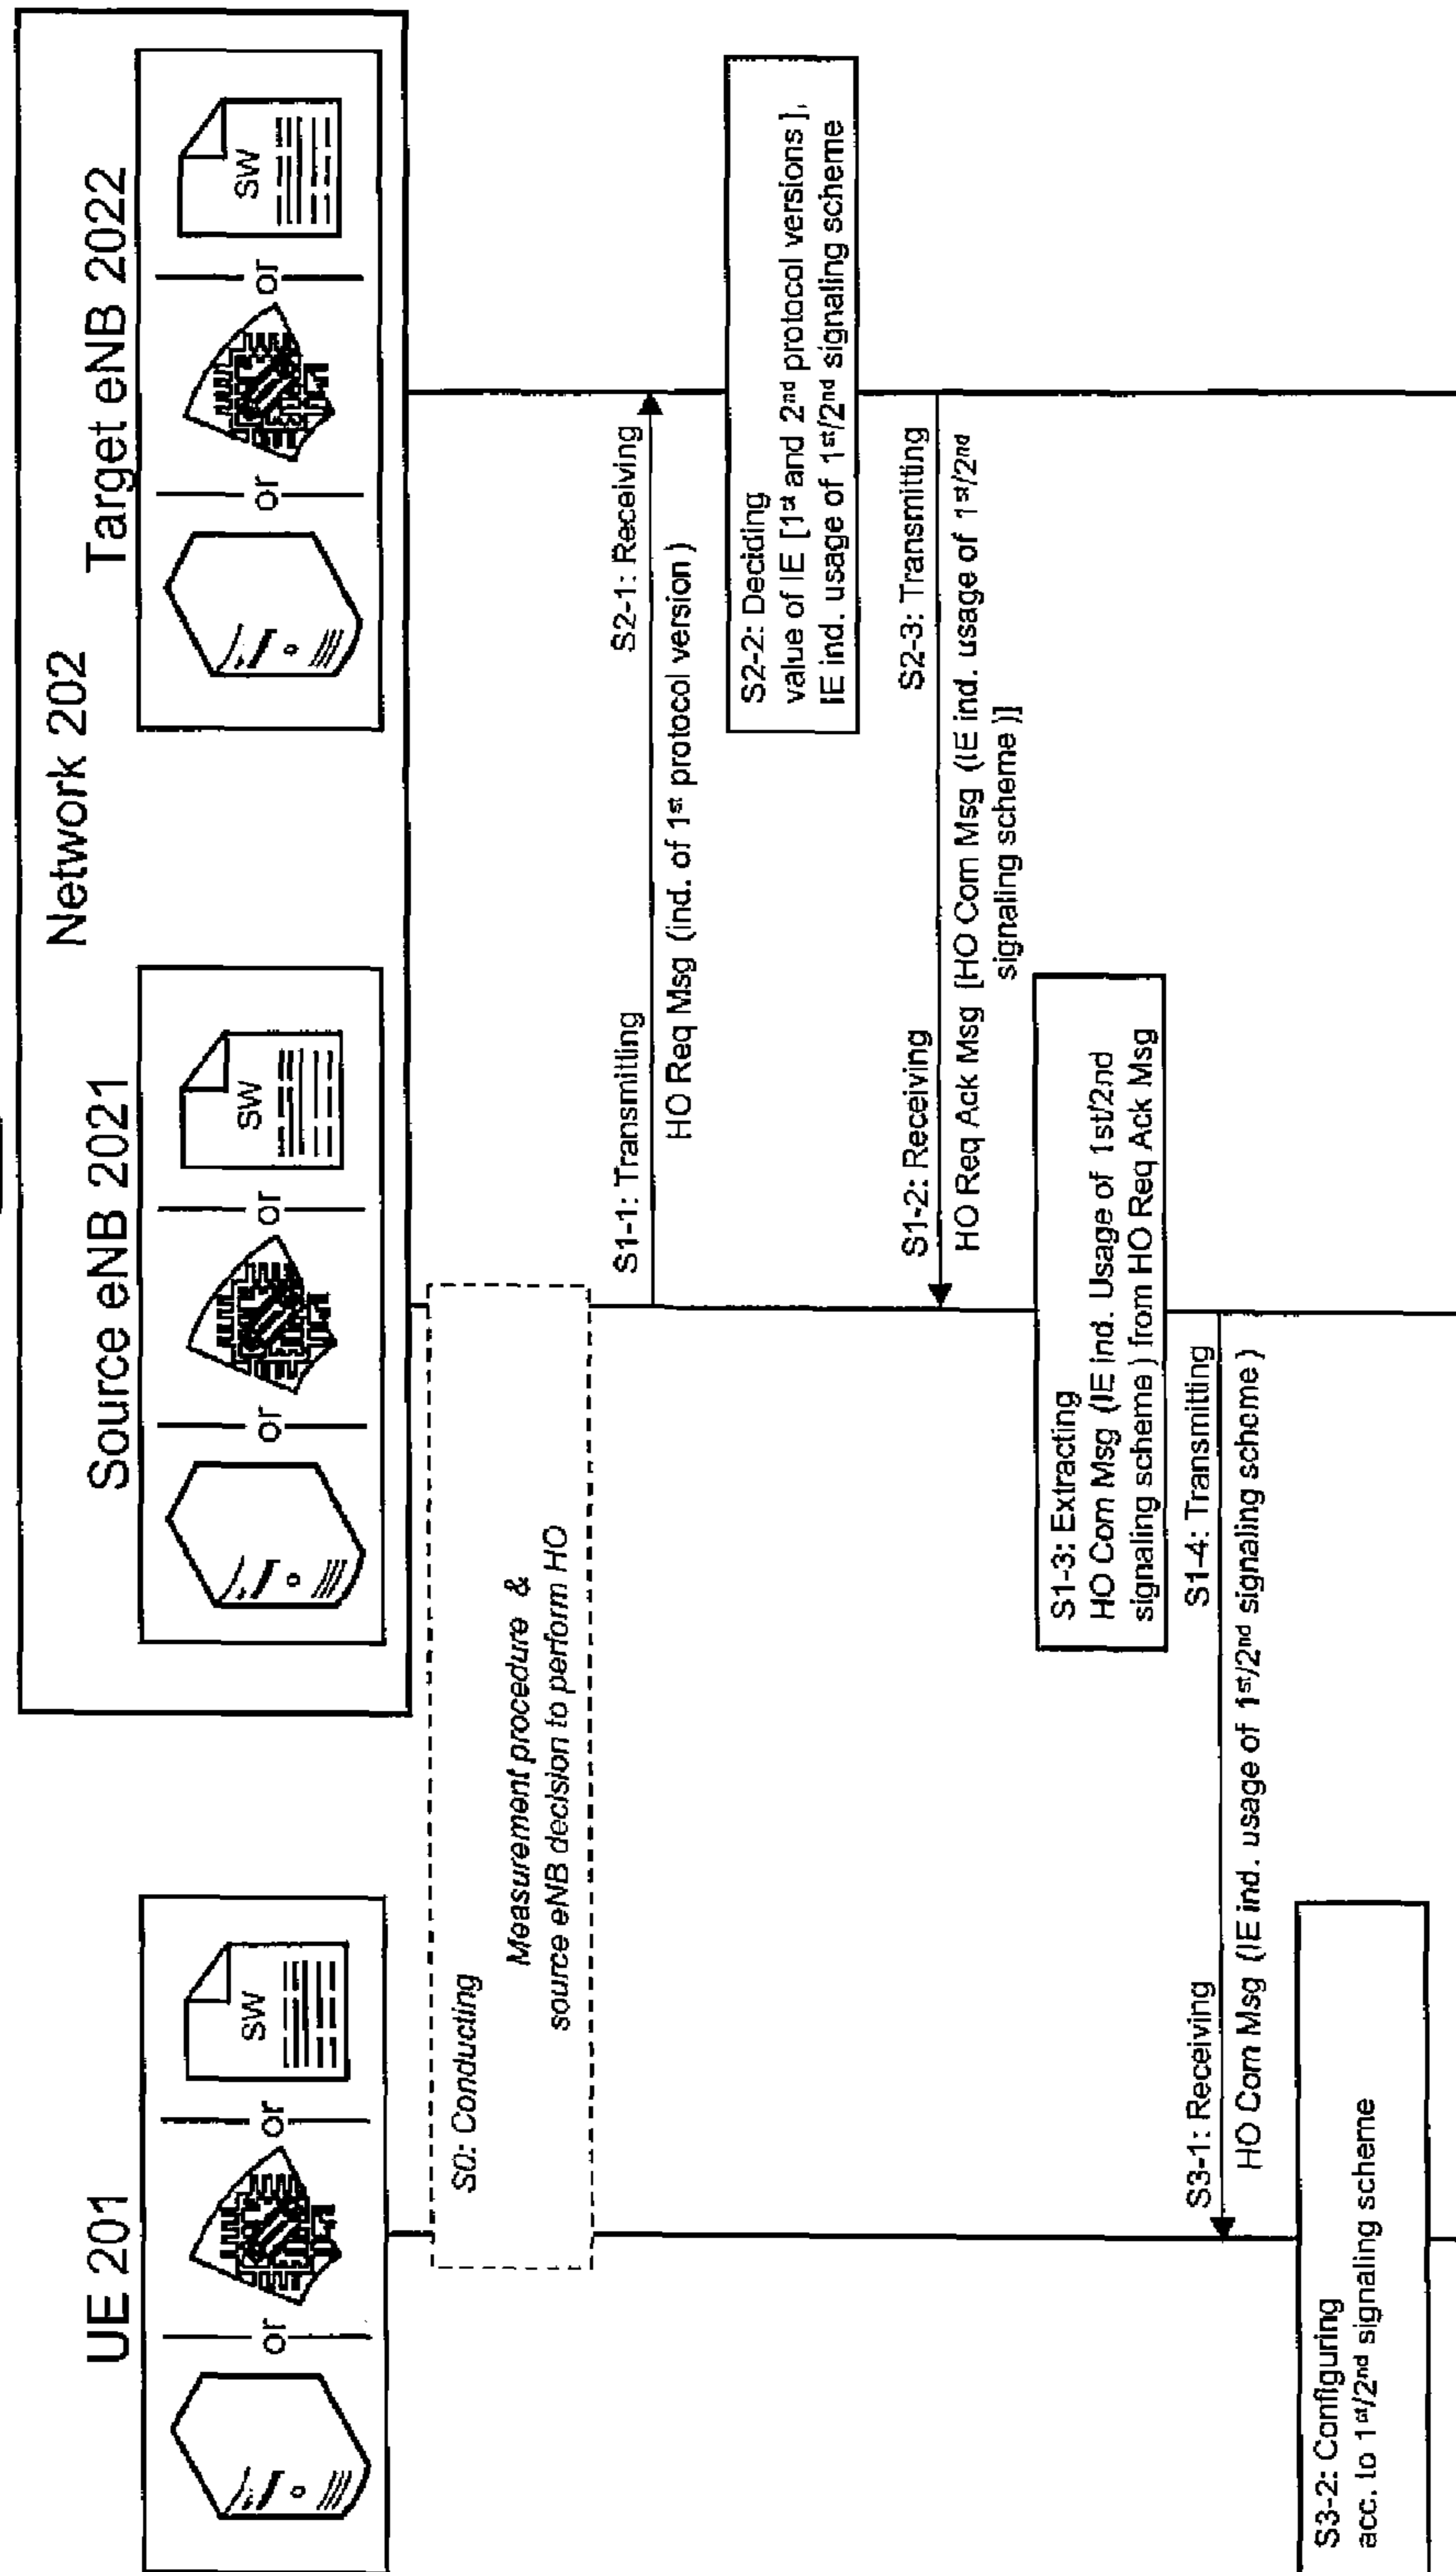 Network 202
UE 201
Source eNB 2021
Target eNB 2022
or
or
SW
or
or
SW
or
or
SW
S0: Conducting
Measurement procedure &
source eNB decision to perform HO
S1-1: Transmitting
S2-1: Receiving
HO Req Msg (ind. of 1st protocol version)
S2-2: Deciding
value of IE [1st and 2nd protocol versions],
IE ind. usage of 1st/2nd signaling scheme
S1-2: Receiving
S2-3: Transmitting
HO Req Ack Msg [HO Com Msg (IE ind. usage of 1st/2nd
signaling scheme)]
S1-3: Extracting
HO Com Msg (IE ind. Usage of 1st/2nd
signaling scheme) from HO Req Ack Msg
S3-1: Receiving
S1-4: Transmitting
HO Com Msg (IE ind. usage of 1st/2nd signaling scheme)
S3-2: Configuring
acc. to 1st/2nd signaling scheme